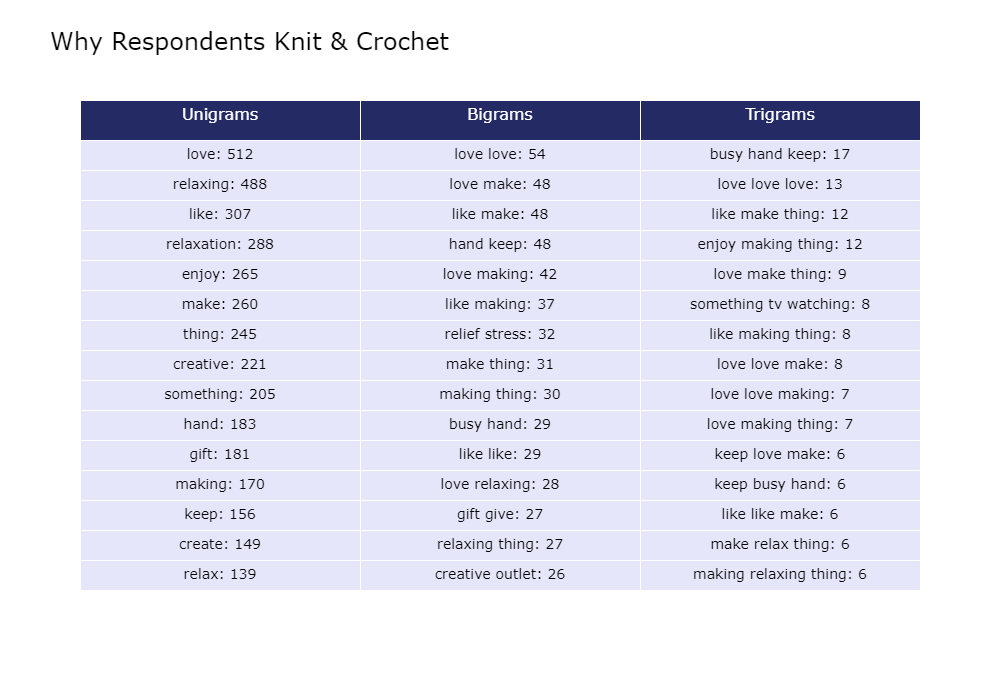 Why Respondents Knit & Crochet
Unigrams Bigrams Trigrams
love: 512 love love: 54 busy hand keep: 17
relaxing: 488 love make: 48 love love love: 13
like: 307 like make: 48 like make thing: 12
relaxation: 288 hand keep: 48 enjoy making thing: 12
enjoy: 265 love making: 42 love make thing: 9
make: 260 like making: 37 something tv watching: 8
thing: 245 relief stress: 32 like making thing: 8
creative: 221 make thing: 31 love love make: 8
something: 205 making thing: 30 love love making: 7
hand: 183 busy hand: 29 love making thing: 7
gift: 181 like like: 29 keep love make: 6
making: 170 love relaxing: 28 keep busy hand: 6
keep: 156 gift give: 27 like like make: 6
create: 149 relaxing thing: 27 make relax thing: 6
relax: 139 creative outlet: 26 making relaxing thing: 6